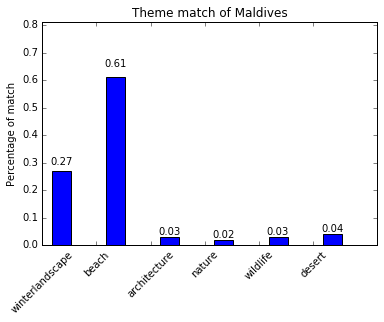 Theme match of Maldives
Percentage of match
0.8
0.7
0.6
0.5
0.4
0.3
0.2
0.1
0.0
0.27
0.61
0.03
0.02
0.03
0.04
winterlandscape
beach
architecture
nature
wildlife
desert